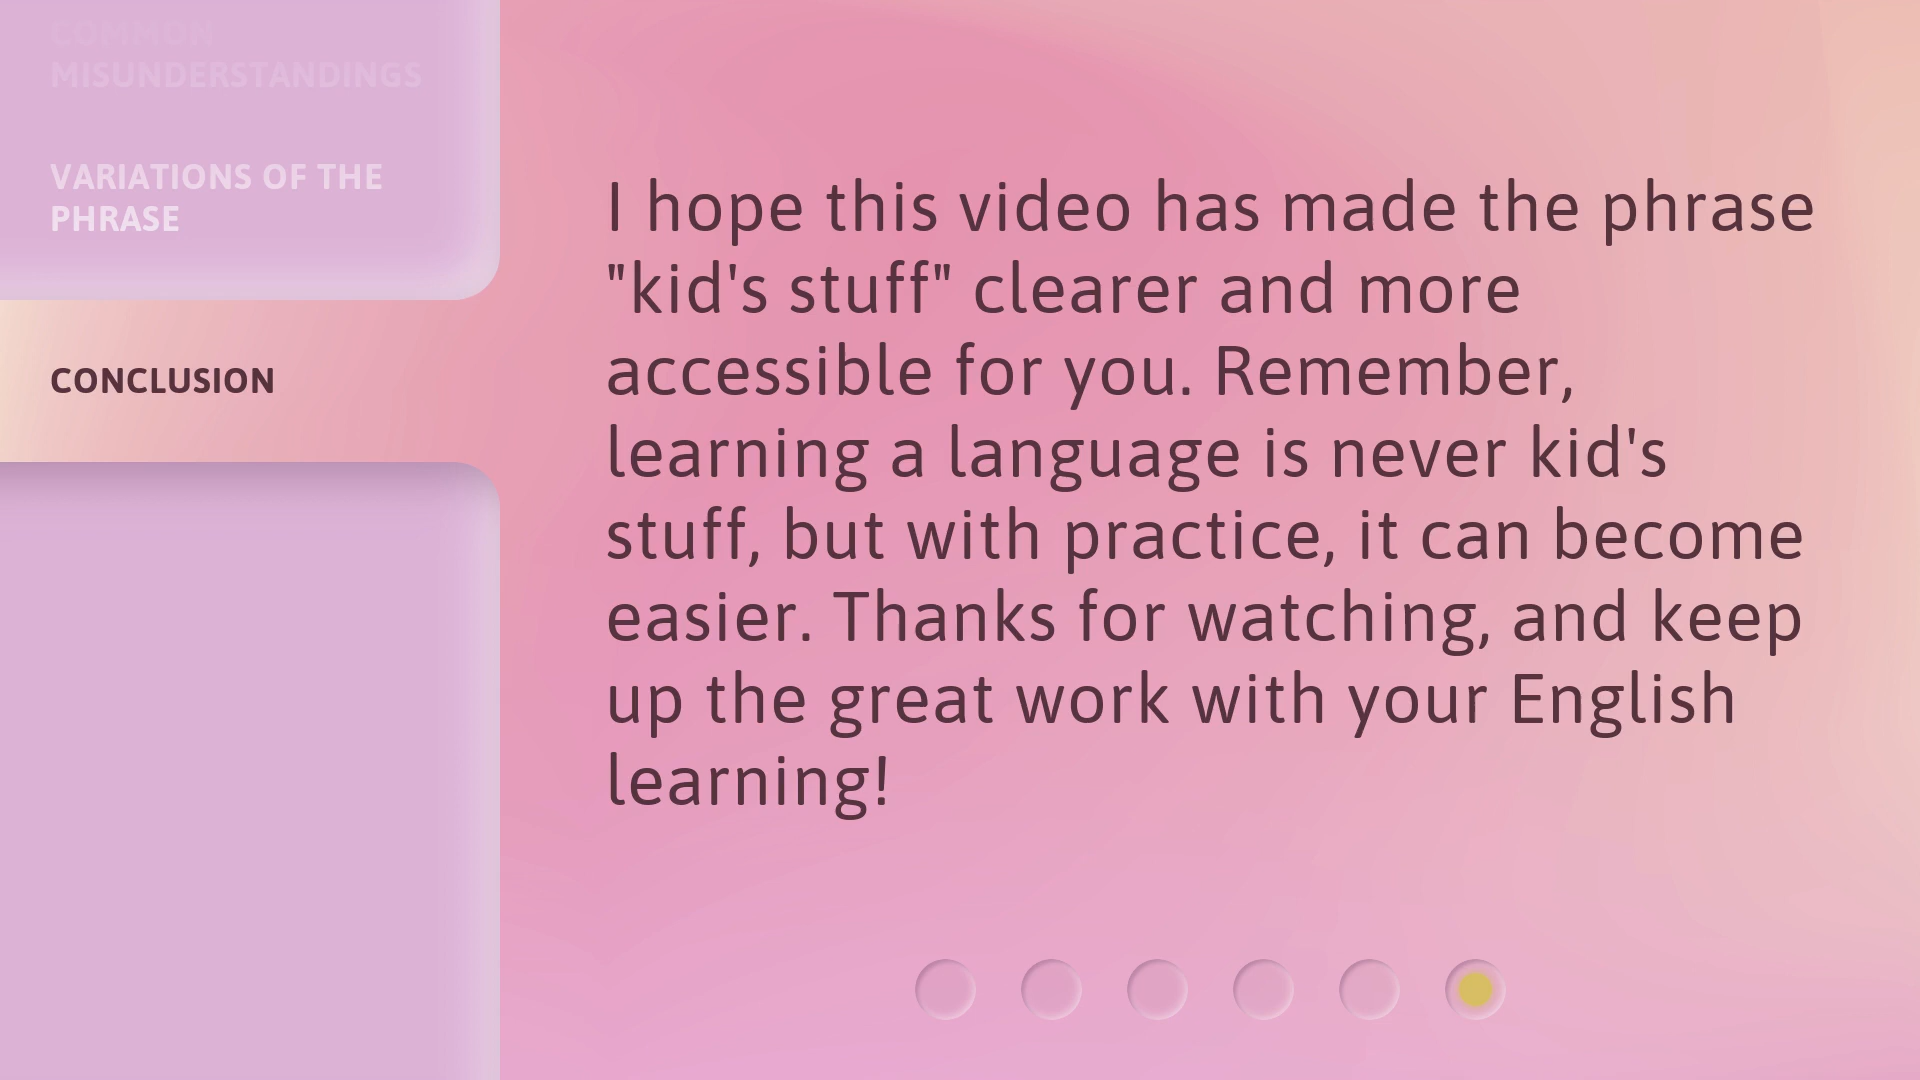 COMMON
MISUNDERSTANDINGS
VARIATIONS OF THE
PHRASE
CONCLUSION
I hope this video has made the phrase
"kid's stuff" clearer and more
accessible for you. Remember,
learning a language is never kid's
stuff, but with practice, it can become
easier. Thanks for watching, and keep
up the great work with your English
learning!